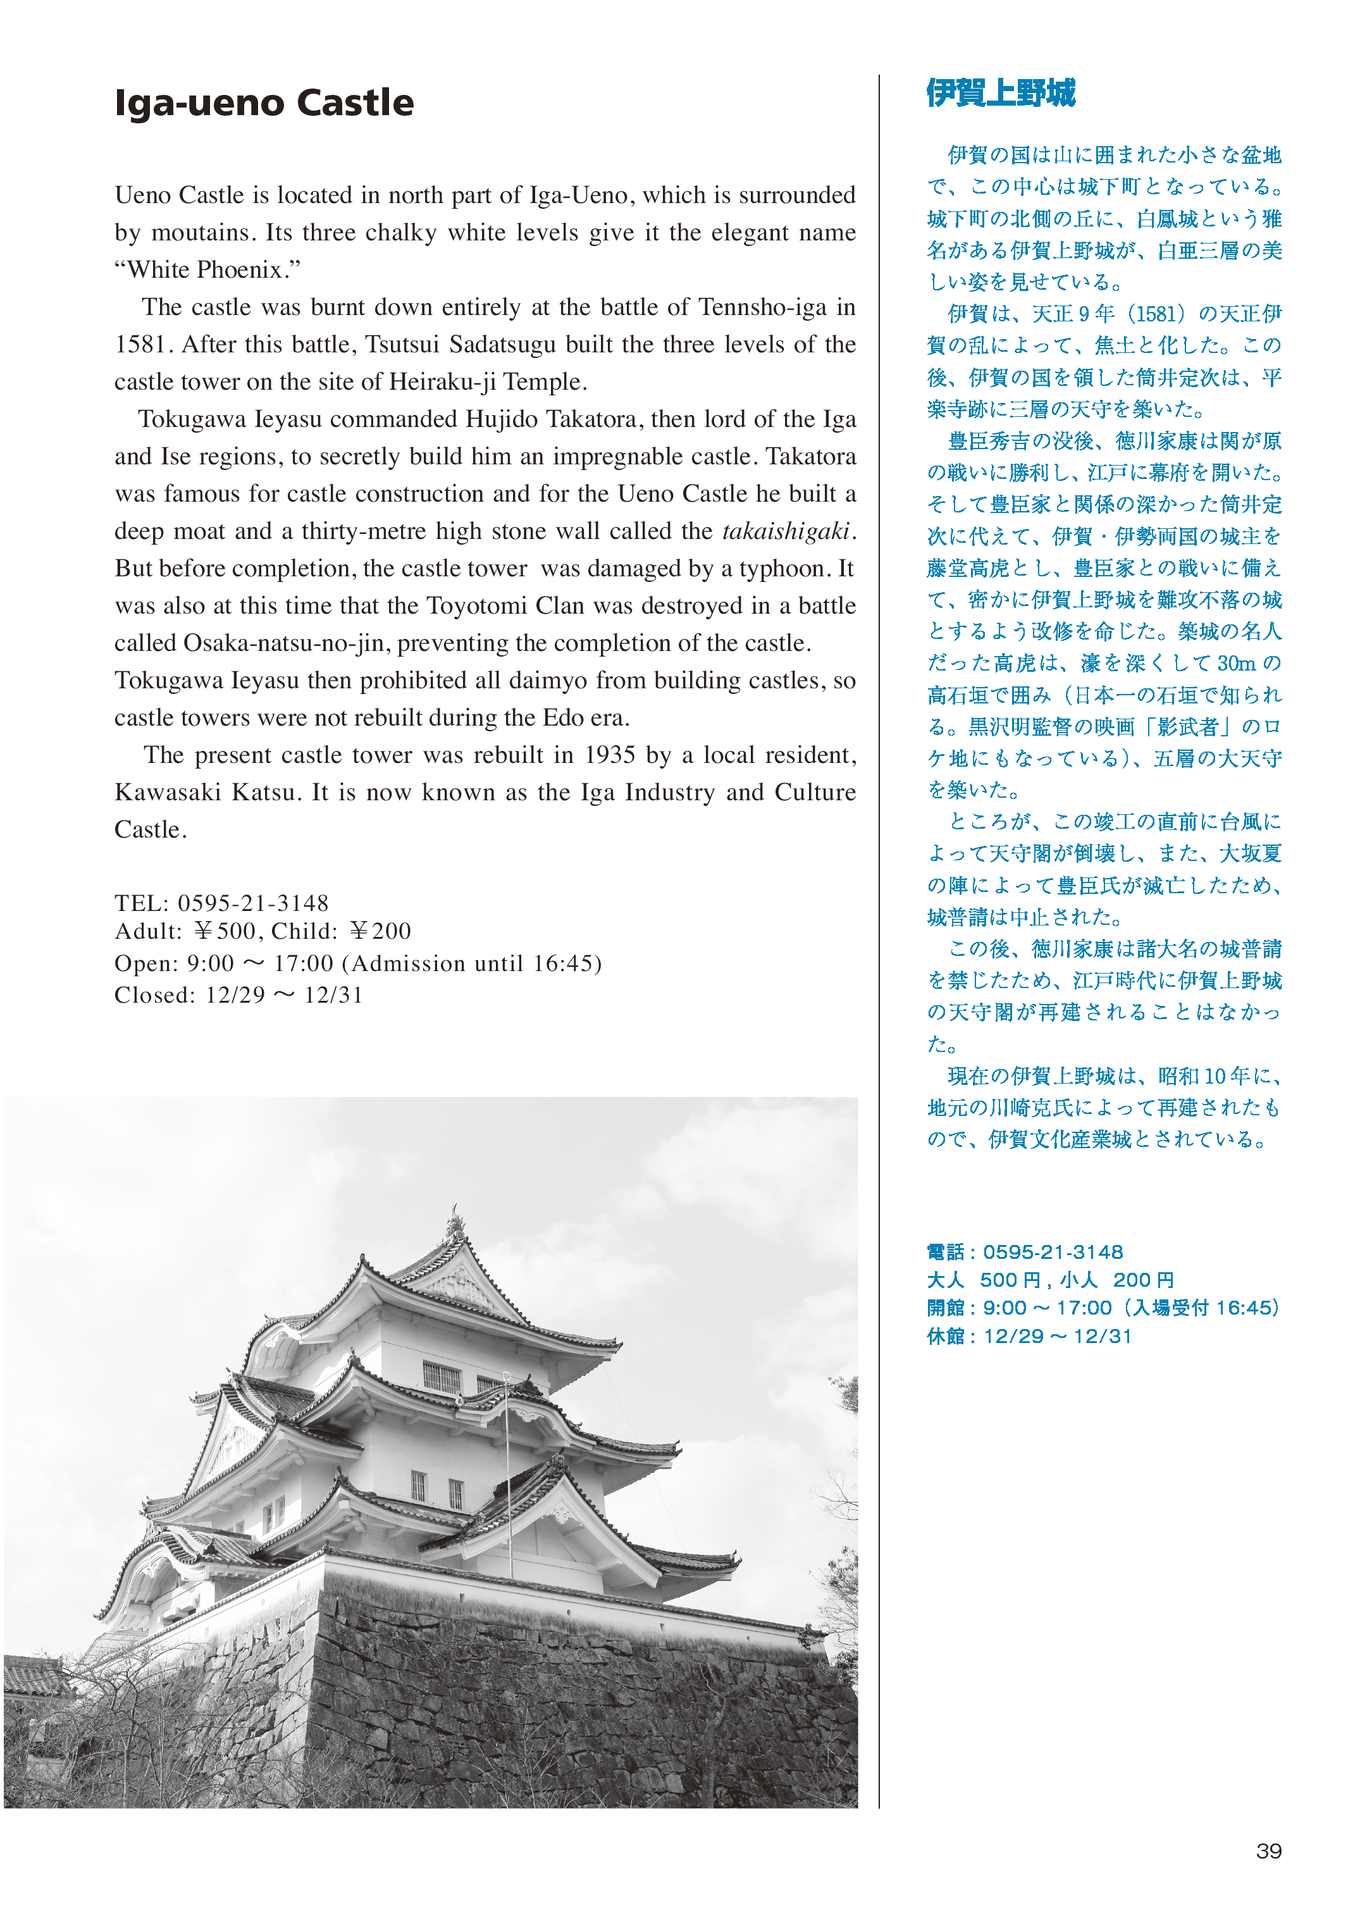 Iga-ueno Castle
Ueno Castle is located in north part of Iga-Ueno, which is surrounded
by moutains. Its three chalky white levels give it the elegant name
“White Phoenix.”
The castle was burnt down entirely at the battle of Tennsho-iga in
1581. After this battle, Tsutsui Sadatsugu built the three levels of the
castle tower on the site of Heiraku-ji Temple.
Tokugawa Ieyasu commanded Hujido Takatora, then lord of the Iga
and Ise regions, to secretly build him an impregnable castle. Takatora
was famous for castle construction and for the Ueno Castle he built a
deep moat and a thirty-metre high stone wall called the takaishigaki.
But before completion, the castle tower was damaged by a typhoon. It
was also at this time that the Toyotomi Clan was destroyed in a battle
called Osaka-natsu-no-jin, preventing the completion of the castle.
Tokugawa Ieyasu then prohibited all daimyo from building castles, so
castle towers were not rebuilt during the Edo era.
The present castle tower was rebuilt in 1935 by a local resident,
Kawasaki Katsu. It is now known as the Iga Industry and Culture
Castle.
TEL: 0595-21-3148
Adult: ￥500, Child: ￥200
Open: 9:00 ～ 17:00 (Admission until 16:45)
Closed: 12/29 ～ 12/31
伊賀上野城
伊賀の国は山に囲まれた小さな盆地
で、この中心は城下町となっている。
城下町の北側の丘に、白鳳城という雅
名がある伊賀上野城が、白亜三層の美
しい姿を見せている。
伊賀は、天正９年（1581）の天正伊
賀の乱によって、焦土と化した。この
後、伊賀の国を領した筒井定次は、平
楽寺跡に三層の天守を築いた。
豊臣秀吉の没後、徳川家康は関が原
の戦いに勝利し、江戸に幕府を開いた。
そして豊臣家と関係の深かった筒井定
次に代えて、伊賀・伊勢両国の城主を
藤堂高虎とし、豊臣家との戦いに備え
て、密かに伊賀上野城を難攻不落の城
とするよう改修を命じた。築城の名人
だった高虎は、濠を深くして30mの
高石垣で囲み（日本一の石垣で知られ
る。黒沢明監督の映画「影武者」のロ
ケ地にもなっている）、五層の大天守
を築いた。
ところが、この竣工の直前に台風に
よって天守閣が倒壊し、また、大坂夏
の陣によって豊臣氏が滅亡したため、
城普請は中止された。
この後、徳川家康は諸大名の城普請
を禁じたため、江戸時代に伊賀上野城
の天守閣が再建されることはなかっ
た。
現在の伊賀上野城は、昭和10年に、
地元の川崎克氏によって再建されたも
ので、伊賀文化産業城とされている。
電話 : 0595-21-3148
大人 500円 , 小人 200円
開館 : 9:00 ～ 17:00（入場受付 16:45）
休館 : 12/29 ～ 12/31
39